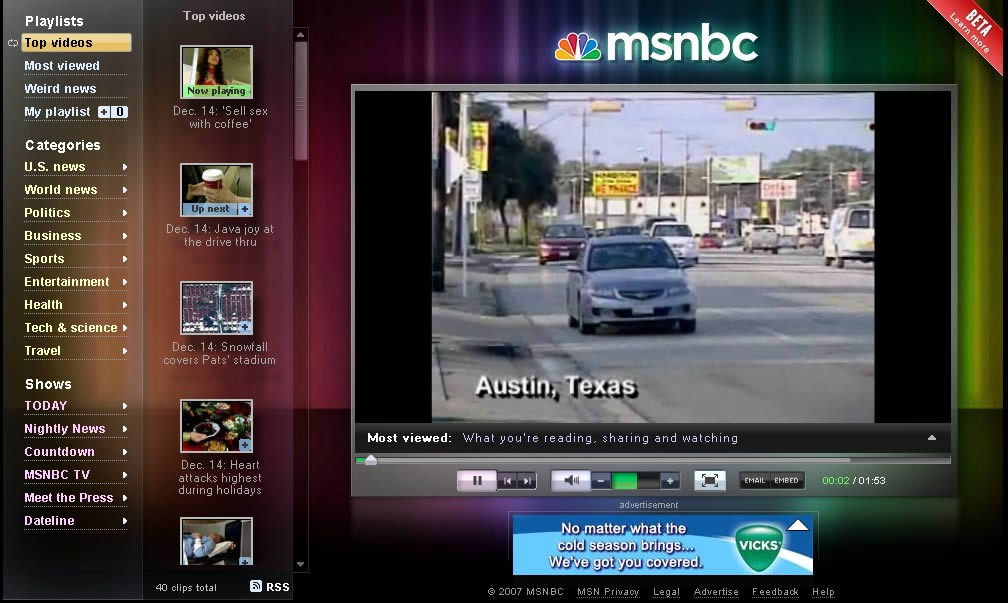 Playlists
Top videos
Most viewed
Weird news
My playlist + 0
Categories
U.S. news
World news
Politics
Business
Sports
Entertainment
Health
Tech & science
Travel
Shows
TODAY
Nightly News
Countdown
MSNBC TV
Meet the Press
Dateline
Top videos
Now playing
Dec. 14: 'Sell sex
with coffee'
Up next +
Dec. 14: Java joy at
the drive thru
Dec. 14: Snowfall
covers Pats' stadium
Dec. 14: Heart
attacks highest
during holidays
40 clips total
RSS
msnbc
BETA
Learn more
Austin, Texas
Most viewed: What you're reading, sharing and watching
EMAIL EMBED 00:02 / 01:53
advertisement
No matter what the
cold season brings...
We've got you covered.
VICKS
© 2007 MSNBC MSN Privacy Legal Advertise Feedback Help